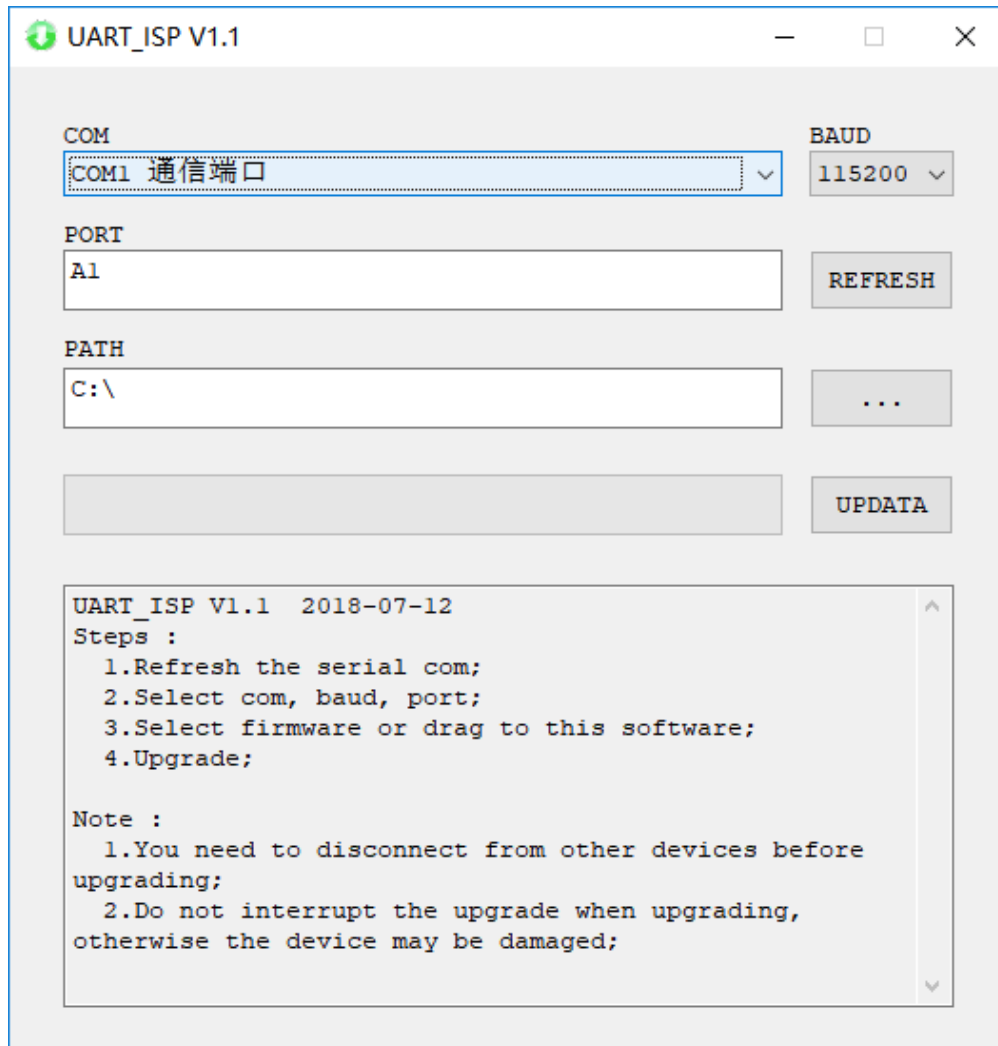 UART_ISP V1.1
COM
BAUD
COM1 通信端口
115200
PORT
A1
REFRESH
PATH
C:\
...
UPDATA
UART_ISP V1.1  2018-07-12
Steps :
  1.Refresh the serial com;
  2.Select com, baud, port;
  3.Select firmware or drag to this software;
  4.Upgrade;
Note :
  1.You need to disconnect from other devices before
upgrading;
  2.Do not interrupt the upgrade when upgrading,
otherwise the device may be damaged;